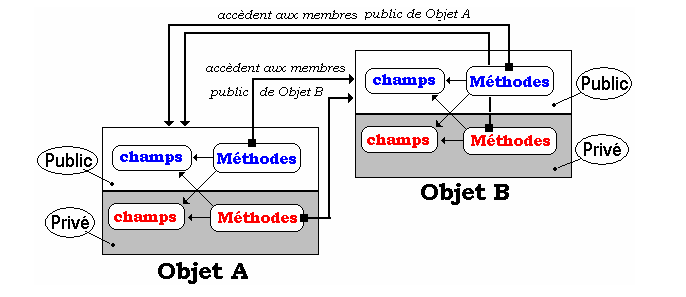 accèdent aux membres public de Objet A
accèdent aux membres
public de Objet B
champs
Méthodes
Public
champs
Méthodes
Privé
Objet B
Public
champs
Méthodes
Privé
champs
Méthodes
Objet A